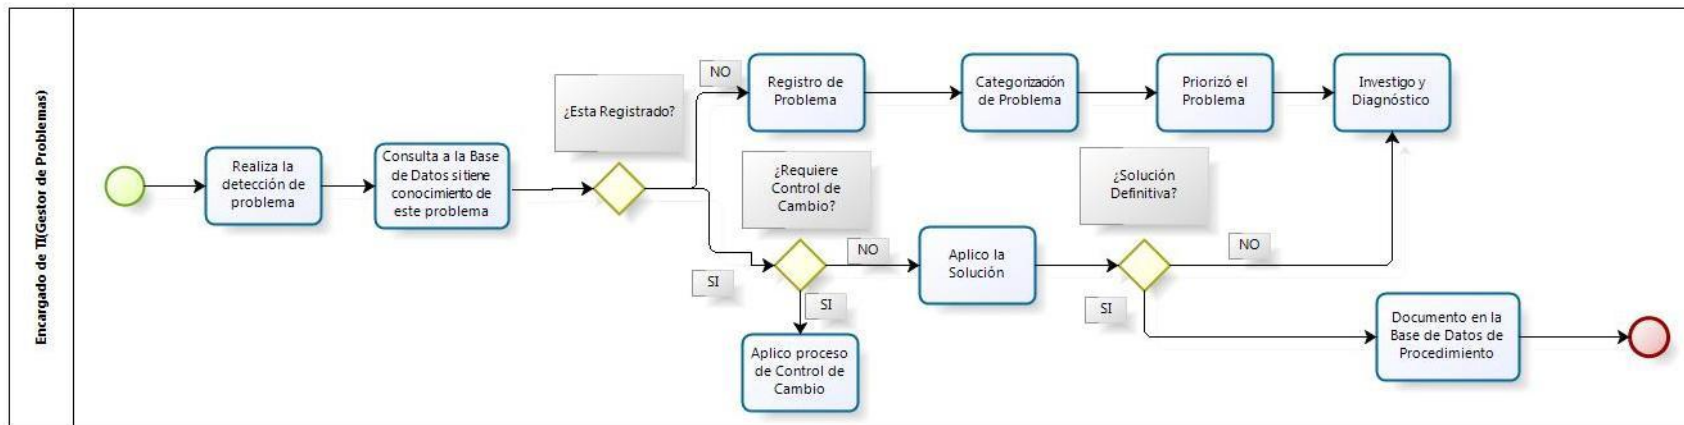 Encargado de TI(Gestor de Problemas)
Realiza la
detección de
problema
Consulta a la Base
de Datos si tiene
conocimiento de
este problema
¿Esta Registrado?
NO
Registro de
Problema
Categorización
de Problema
Priorizó el
Problema
Investigo y
Diagnóstico
SI
¿Requiere
Control de
Cambio?
NO
SI
Aplico proceso
de Control de
Cambio
Aplico la
Solución
¿Solución
Definitiva?
NO
SI
Documento en la
Base de Datos de
Procedimiento